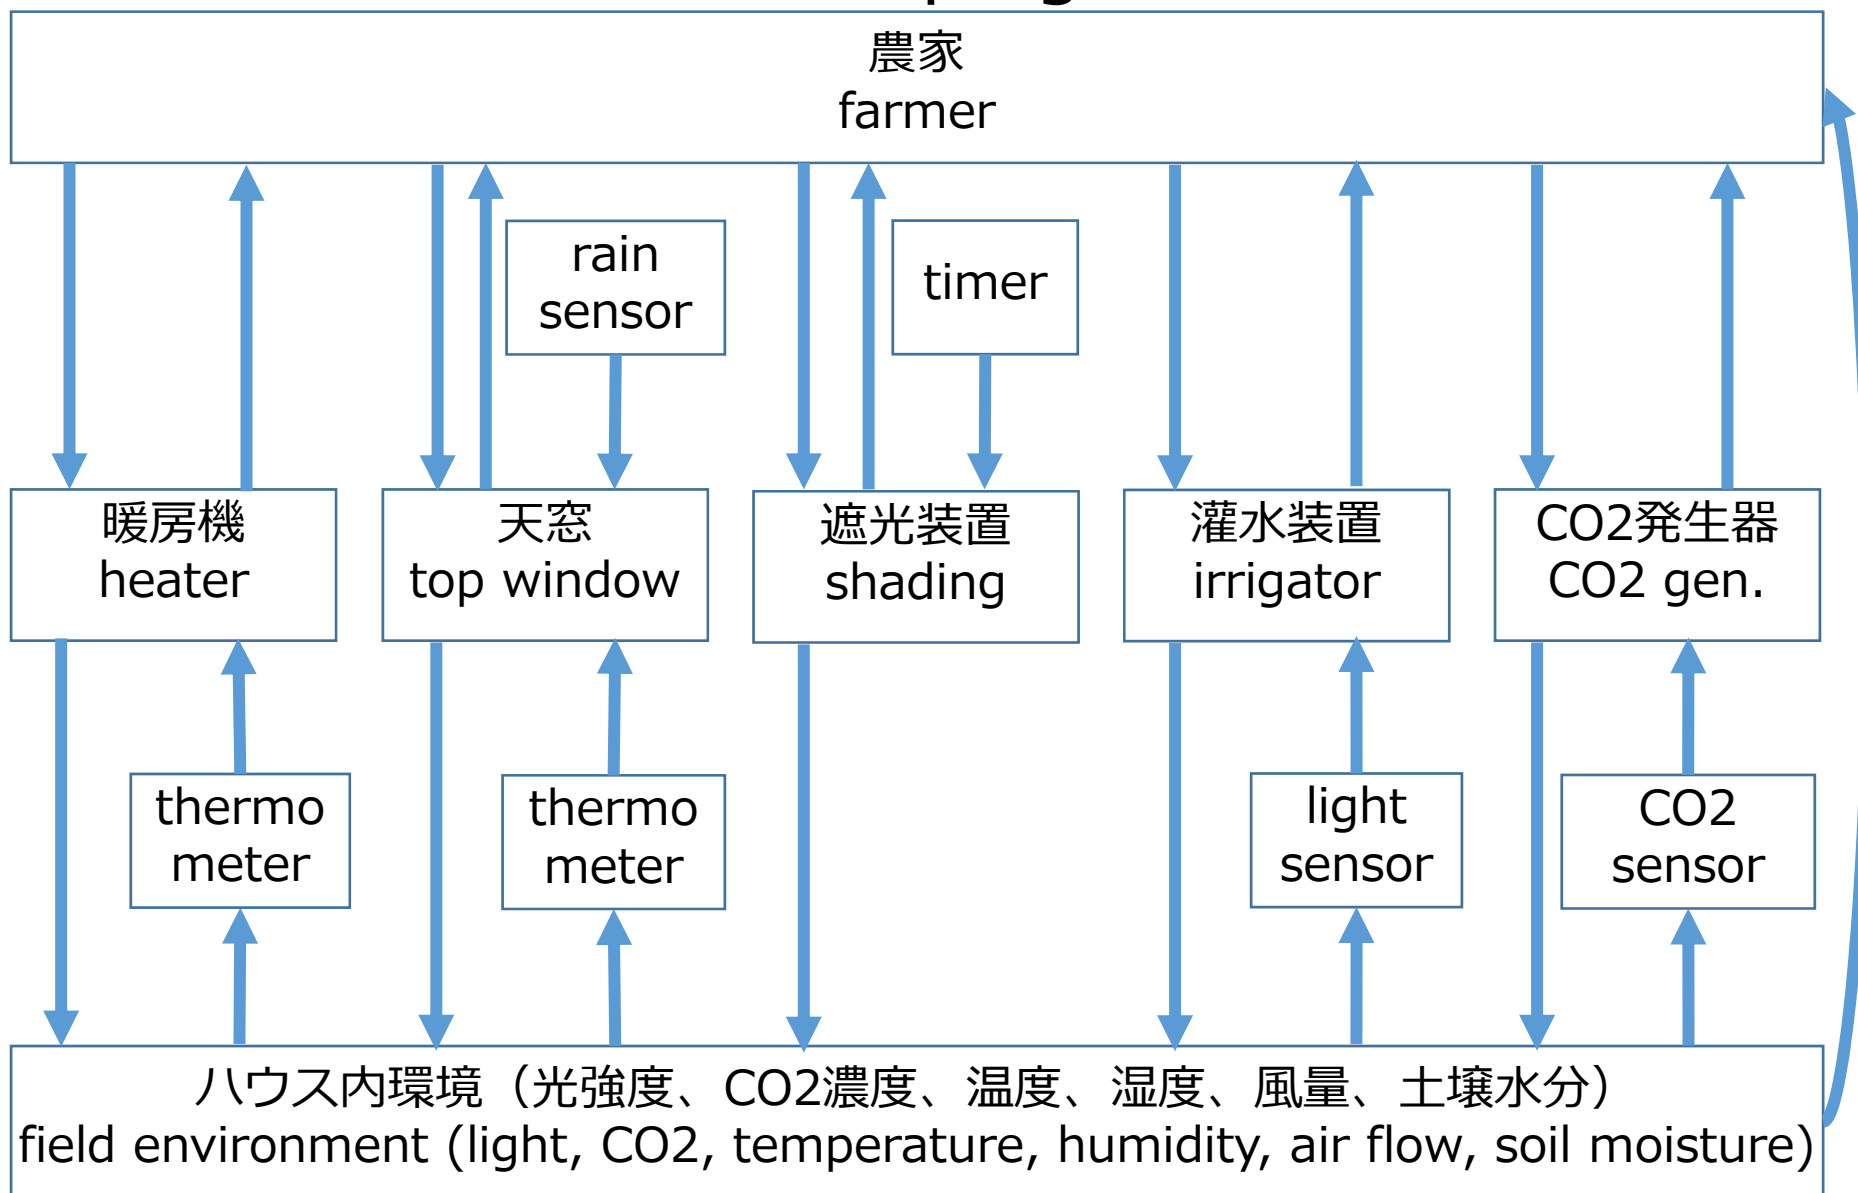 農家
farmer
rain
sensor
timer
暖房機
heater
天窓
top window
遮光装置
shading
灌水装置
irrigator
CO2発生器
CO2 gen.
thermo
meter
thermo
meter
light
sensor
CO2
sensor
ハウス内環境（光強度、CO2濃度、温度、湿度、風量、土壌水分）
field environment (light, CO2, temperature, humidity, air flow, soil moisture)